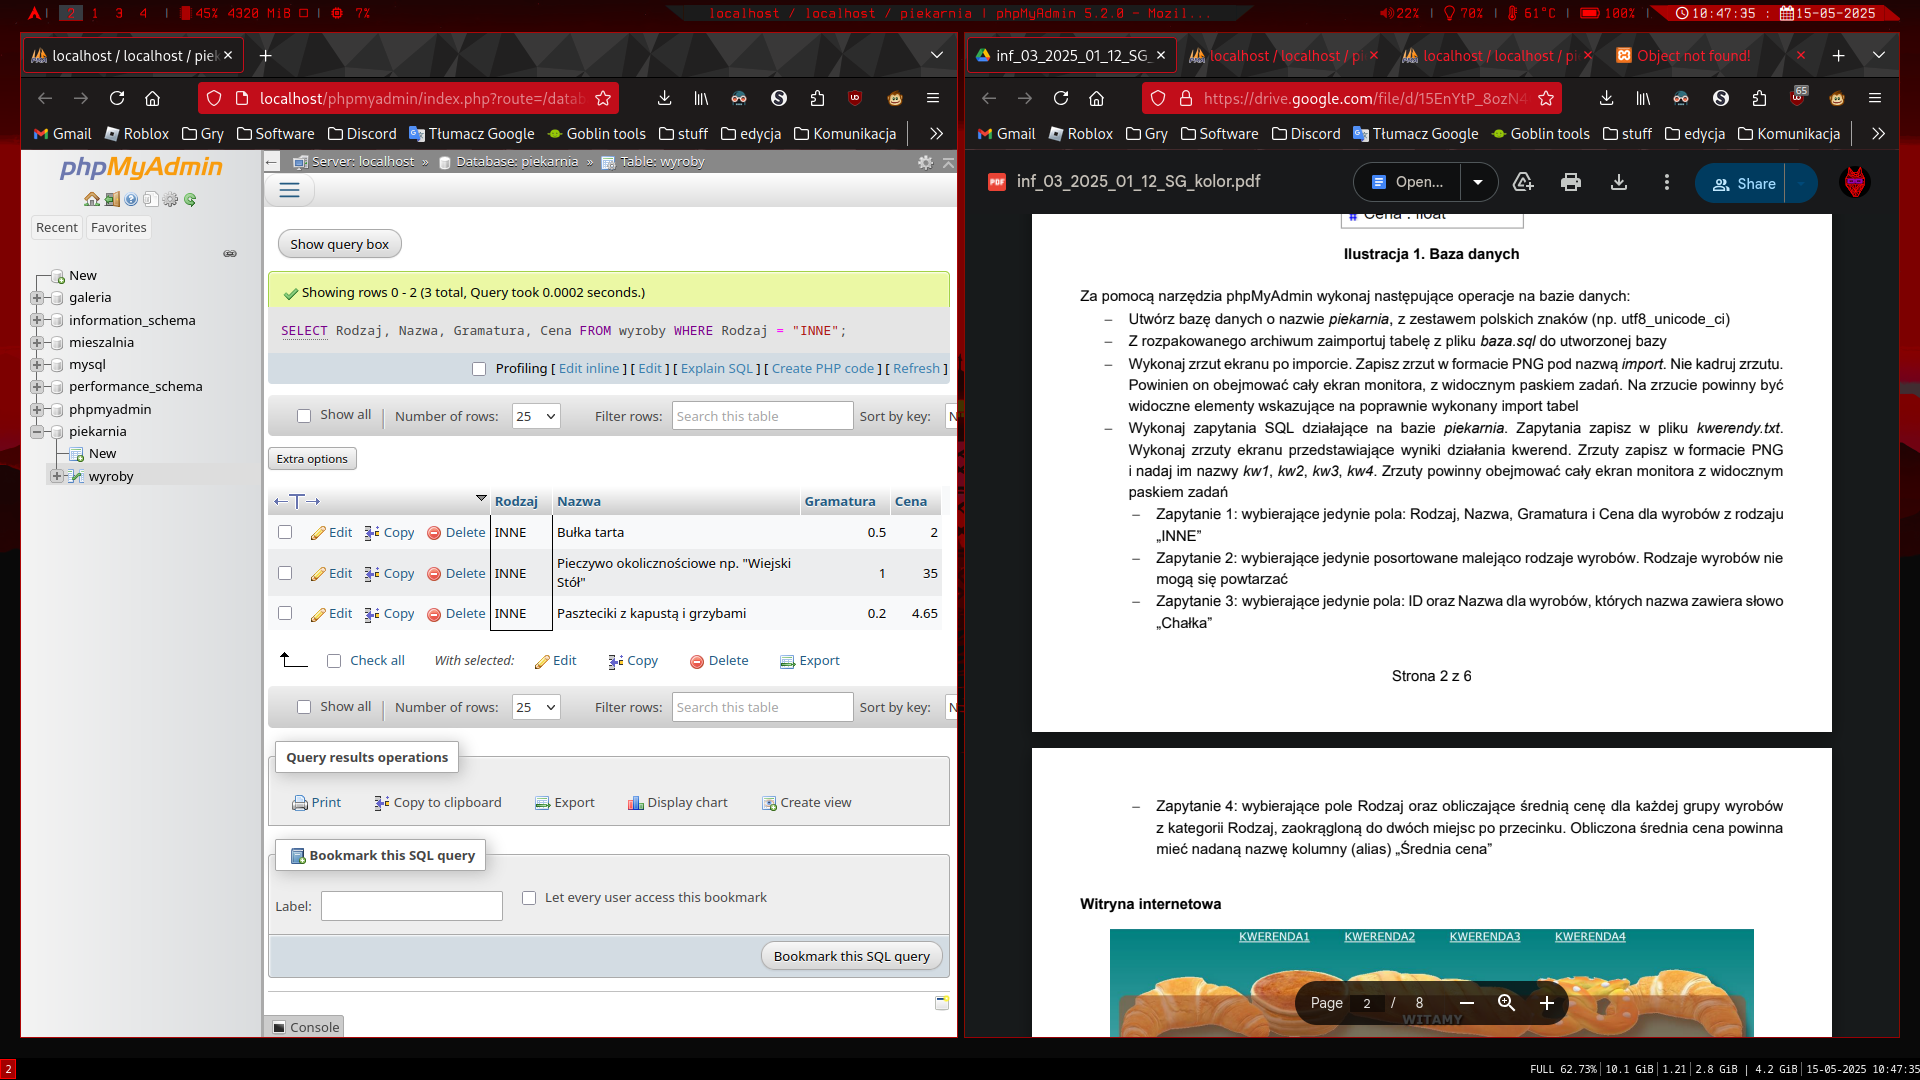 2 1 3 4 | 45% 4320 MiB | 7%
localhost / localhost / piekarnia | phpMyAdmin 5.2.0 - Mozil...
22% | 70% | 61°C | 100% | 10:47:35 : 15-05-2025
localhost / localhost / piek
Gmail Roblox Gry Software Discord Tłumacz Google Goblin tools stuff edycja Komunikacja
localhost/phpmyadmin/index.php?route=/datab
phpMyAdmin
Recent Favorites
New
galeria
information_schema
mieszalnia
mysql
performance_schema
phpmyadmin
piekarnia
New
wyroby
Server: localhost » Database: piekarnia » Table: wyroby
Show query box
Showing rows 0 - 2 (3 total, Query took 0.0002 seconds.)
SELECT Rodzaj, Nazwa, Gramatura, Cena FROM wyroby WHERE Rodzaj = "INNE";
Profiling [ Edit inline ] [ Edit ] [ Explain SQL ] [ Create PHP code ] [ Refresh ]
Show all | Number of rows: 25 Filter rows: Search this table Sort by key: N
Extra options
Rodzaj Nazwa Gramatura Cena
Edit Copy Delete INNE Bułka tarta 0.5 2
Edit Copy Delete INNE Pieczywo okolicznościowe np. "Wiejski
Stół" 1 35
Edit Copy Delete INNE Paszteciki z kapustą i grzybami 0.2 4.65
Check all With selected: Edit Copy Delete Export
Show all | Number of rows: 25 Filter rows: Search this table Sort by key: N
Query results operations
Print Copy to clipboard Export Display chart Create view
Bookmark this SQL query
Label: Let every user access this bookmark
Bookmark this SQL query
Console
inf_03_2025_01_12_SG_ localhost / localhost / pi localhost / localhost / pi Object not found!
https://drive.google.com/file/d/15EnYtP_8ozN4 65
Gmail Roblox Gry Software Discord Tłumacz Google Goblin tools stuff edycja Komunikacja
PDF inf_03_2025_01_12_SG_kolor.pdf Open... Share
# Cena : float
Ilustracja 1. Baza danych
Za pomocą narzędzia phpMyAdmin wykonaj następujące operacje na bazie danych:
– Utwórz bazę danych o nazwie piekarnia, z zestawem polskich znaków (np. utf8_unicode_ci)
– Z rozpakowanego archiwum zaimportuj tabelę z pliku baza.sql do utworzonej bazy
– Wykonaj zrzut ekranu po imporcie. Zapisz zrzut w formacie PNG pod nazwą import. Nie kadruj zrzutu.
Powinien on obejmować cały ekran monitora, z widocznym paskiem zadań. Na zrzucie powinny być
widoczne elementy wskazujące na poprawnie wykonany import tabel
– Wykonaj zapytania SQL działające na bazie piekarnia. Zapytania zapisz w pliku kwerendy.txt.
Wykonaj zrzuty ekranu przedstawiające wyniki działania kwerend. Zrzuty zapisz w formacie PNG
i nadaj im nazwy kw1, kw2, kw3, kw4. Zrzuty powinny obejmować cały ekran monitora z widocznym
paskiem zadań
– Zapytanie 1: wybierające jedynie pola: Rodzaj, Nazwa, Gramatura i Cena dla wyrobów z rodzaju
„INNE”
– Zapytanie 2: wybierające jedynie posortowane malejąco rodzaje wyrobów. Rodzaje wyrobów nie
mogą się powtarzać
– Zapytanie 3: wybierające jedynie pola: ID oraz Nazwa dla wyrobów, których nazwa zawiera słowo
„Chałka”
Strona 2 z 6
– Zapytanie 4: wybierające pole Rodzaj oraz obliczające średnią cenę dla każdej grupy wyrobów
z kategorii Rodzaj, zaokrągloną do dwóch miejsc po przecinku. Obliczona średnia cena powinna
mieć nadaną nazwę kolumny (alias) „Średnia cena”
Witryna internetowa
KWERENDA1 KWERENDA2 KWERENDA3 KWERENDA4
Page 2 / 8
WITAMY
2
FULL 62.73%| 10.1 GiB| 1.21| 2.8 GiB | 4.2 GiB| 15-05-2025 10:47:35